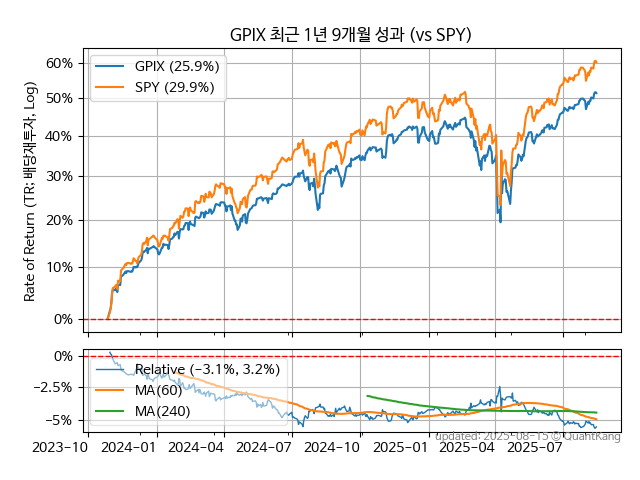 GPIX 최근 1년 9개월 성과 (vs SPY)
GPIX (25.9%)
SPY (29.9%)
60%
50%
40%
30%
20%
10%
0%
Rate of Return (TR: 배당재투자, Log)
0%
−2.5%
−5%
Relative (−3.1%, 3.2%)
MA(60)
MA(240)
updated: 2025-08-15 © QuantKang
2023-10 2024-01 2024-04 2024-07 2024-10 2025-01 2025-04 2025-07